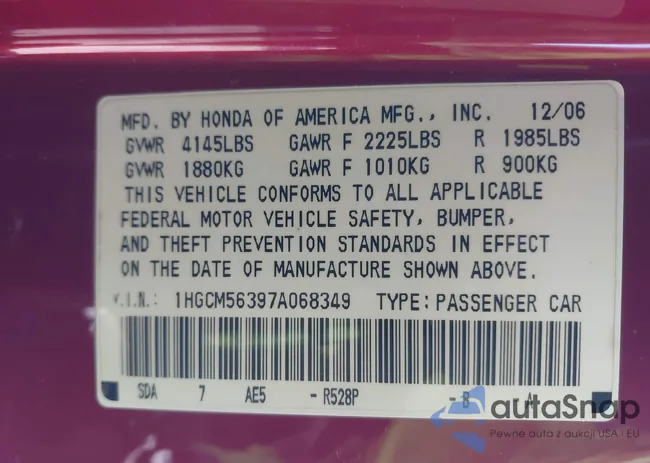 MFD. BY HONDA OF AMERICA MFG., INC. 12/06
GVWR 4145LBS GAWR F 2225LBS R 1985LBS
GVWR 1880KG GAWR F 1010KG R 900KG
THIS VEHICLE CONFORMS TO ALL APPLICABLE
FEDERAL MOTOR VEHICLE SAFETY, BUMPER,
AND THEFT PREVENTION STANDARDS IN EFFECT
ON THE DATE OF MANUFACTURE SHOWN ABOVE.
V.I.N.: 1HGCM56397A068349 TYPE: PASSENGER CAR
SDA 7 AE5 - R528P - B A
autaSnap
Pewne auta z aukcji USA i EU